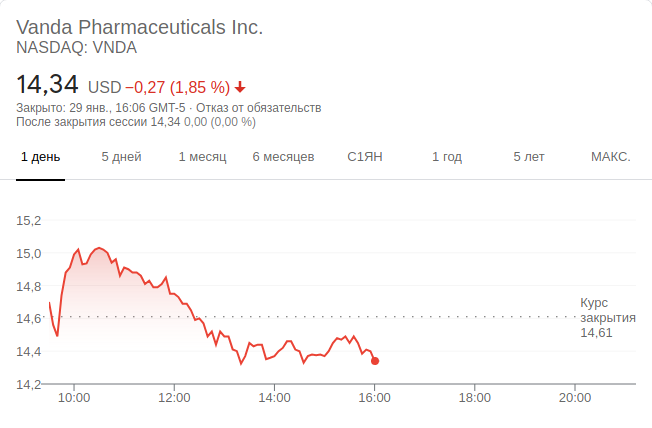 Vanda Pharmaceuticals Inc.
NASDAQ: VNDA
14,34 USD −0,27 (1,85 %)
Закрыто: 29 янв., 16:06 GMT-5 · Отказ от обязательств
После закрытия сессии 14,34 0,00 (0,00 %)
1 день 5 дней 1 месяц 6 месяцев С1ЯН 1 год 5 лет МАКС.
15,2
15,0
14,8
Курс
закрытия
14,61
14,6
14,4
14,2
10:00 12:00 14:00 16:00 18:00 20:00